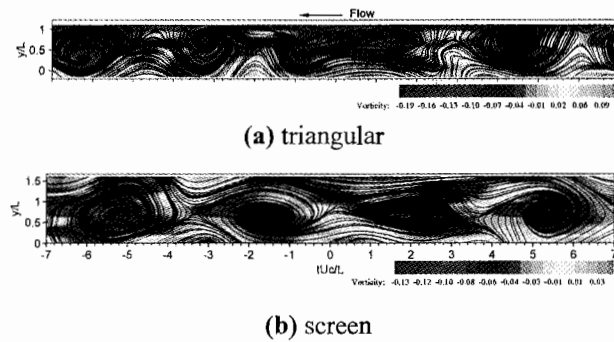 Flow
y/L
1
0.5
0
Vorticity: -0.19 -0.16 -0.13 -0.10 -0.07 -0.04 -0.01 0.02 0.06 0.09
(a) triangular
y/L
1.5
1
0.5
0
-7 -6 -5 -4 -3 -2 -1 0 1 2 3 4 5 6 7
tUc/L
Vorticity: -0.13 -0.12 -0.10 -0.08 -0.06 -0.04 -0.03 -0.01 0.01 0.03
(b) screen